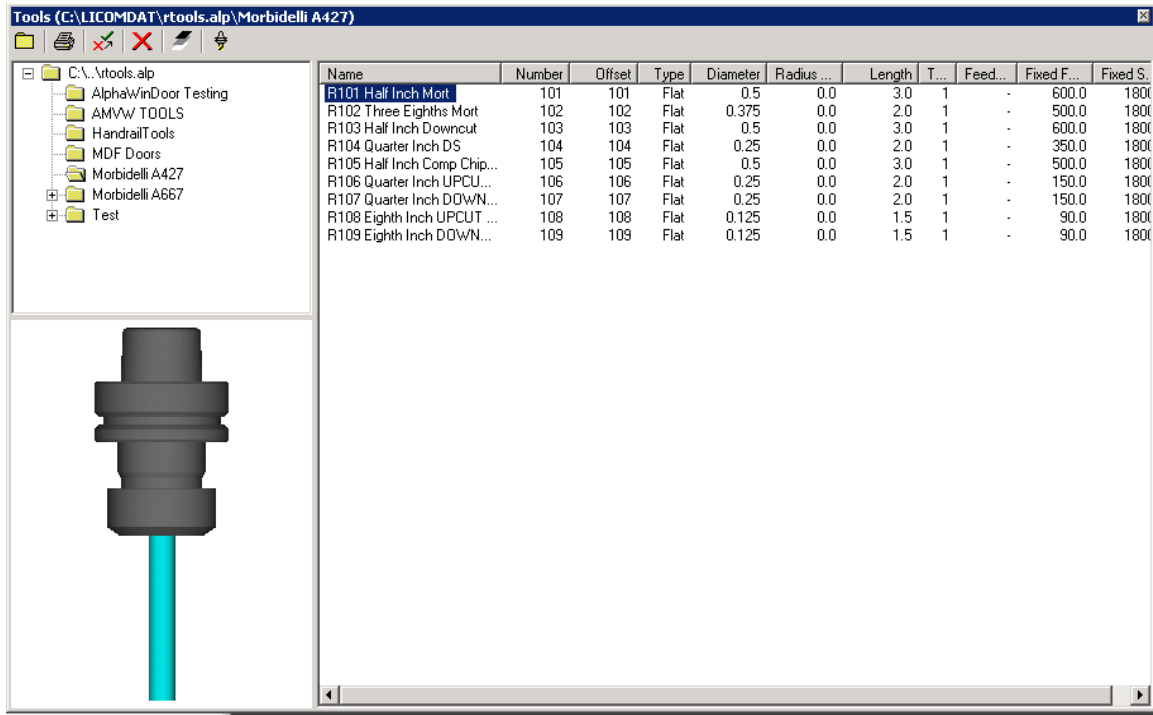 Tools (C:\LICOMDAT\rtools.alp\Morbidelli A427)
C:\..\rtools.alp
AlphaWinDoor Testing
AMVW TOOLS
HandrailTools
MDF Doors
Morbidelli A427
Morbidelli A667
Test
Name Number Offset Type Diameter Radius ... Length T... Feed... Fixed F... Fixed S.
R101 Half Inch Mort 101 101 Flat 0.5 0.0 3.0 1 - 600.0 1800
R102 Three Eighths Mort 102 102 Flat 0.375 0.0 2.0 1 - 500.0 1800
R103 Half Inch Downcut 103 103 Flat 0.5 0.0 3.0 1 - 600.0 1800
R104 Quarter Inch DS 104 104 Flat 0.25 0.0 2.0 1 - 350.0 1800
R105 Half Inch Comp Chip... 105 105 Flat 0.5 0.0 3.0 1 - 500.0 1800
R106 Quarter Inch UPCU... 106 106 Flat 0.25 0.0 2.0 1 - 150.0 1800
R107 Quarter Inch DOWN... 107 107 Flat 0.25 0.0 2.0 1 - 150.0 1800
R108 Eighth Inch UPCUT ... 108 108 Flat 0.125 0.0 1.5 1 - 90.0 1800
R109 Eighth Inch DOWN... 109 109 Flat 0.125 0.0 1.5 1 - 90.0 1800